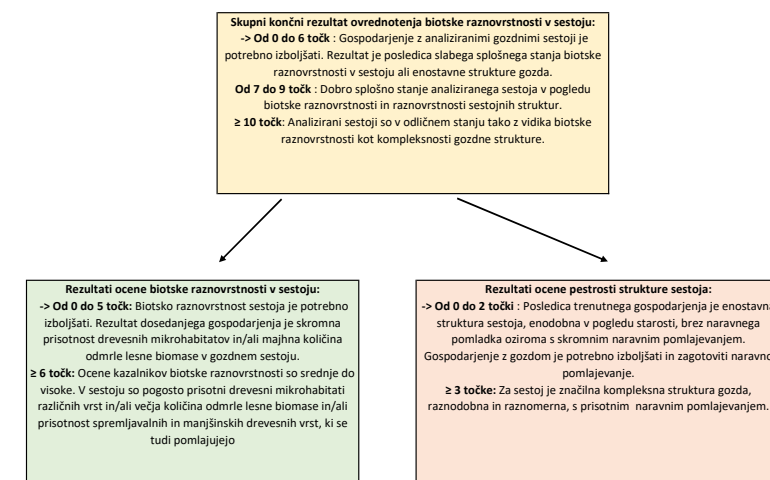 Skupni končni rezultat ovrednotenja biotske raznovrstnosti v sestoju:
-> Od 0 do 6 točk : Gospodarjenje z analiziranimi gozdnimi sestoji je
potrebno izboljšati. Rezultat je posledica slabega splošnega stanja biotske
raznovrstnosti v sestoju ali enostavne strukture gozda.
Od 7 do 9 točk : Dobro splošno stanje analiziranega sestoja v pogledu
biotske raznovrstnosti in raznovrstnosti sestojnih struktur.
≥ 10 točk: Analizirani sestoji so v odličnem stanju tako z vidika biotske
raznovrstnosti kot kompleksnosti gozdne strukture.
Rezultati ocene biotske raznovrstnosti v sestoju:
-> Od 0 do 5 točk: Biotsko raznovrstnost sestoja je potrebno
izboljšati. Rezultat dosedanjega gospodarjenja je skromna
prisotnost drevesnih mikrohabitatov in/ali majhna količina
odmrle lesne biomase v gozdnem sestoju.
≥ 6 točk: Ocene kazalnikov biotske raznovrstnosti so srednje do
visoke. V sestoju so pogosto prisotni drevesni mikrohabitati
različnih vrst in/ali večja količina odmrle lesne biomase in/ali
prisotnost spremljavalnih in manjšinskih drevesnih vrst, ki se
tudi pomlajujejo
Rezultati ocene pestrosti strukture sestoja:
-> Od 0 do 2 točki : Posledica trenutnega gospodarjenja je enostavna
struktura sestoja, enodobna v pogledu starosti, brez naravnega
pomladka oziroma s skromnim naravnim pomlajevanjem.
Gospodarjenje z gozdom je potrebno izboljšati in zagotoviti naravno
pomlajevanje.
≥ 3 točke: Za sestoj je značilna kompleksna struktura gozda,
raznodobna in raznomerna, s prisotnim naravnim pomlajevanjem.